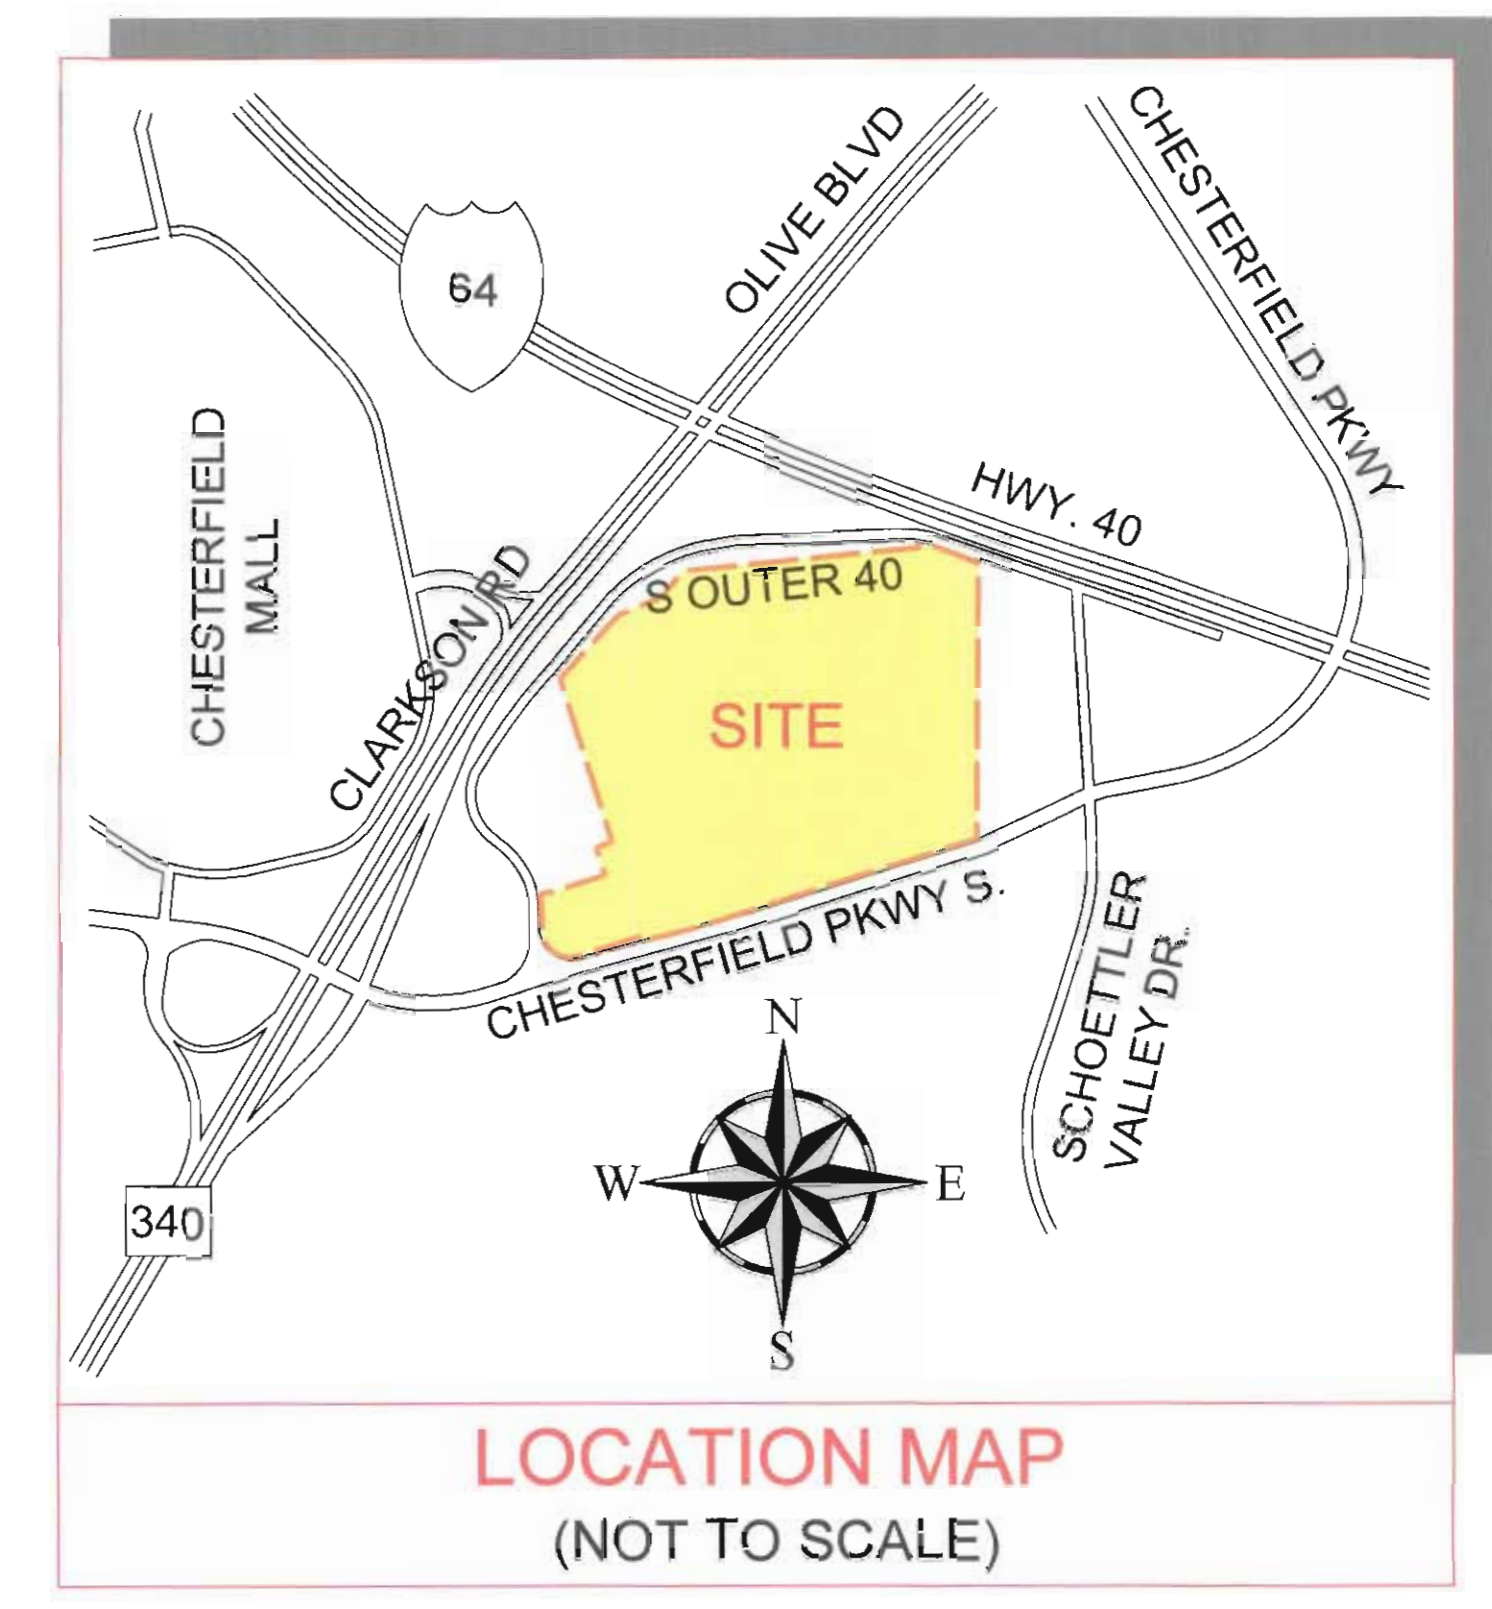 OLIVE BLVD
CHESTERFIELD PKWY
64
HWY. 40
CHESTERFIELD
MALL
CLARKSON RD
S OUTER 40
SITE
CHESTERFIELD PKWY S.
SCHOETTLER
VALLEY DR.
N
W
E
S
340
LOCATION MAP
(NOT TO SCALE)